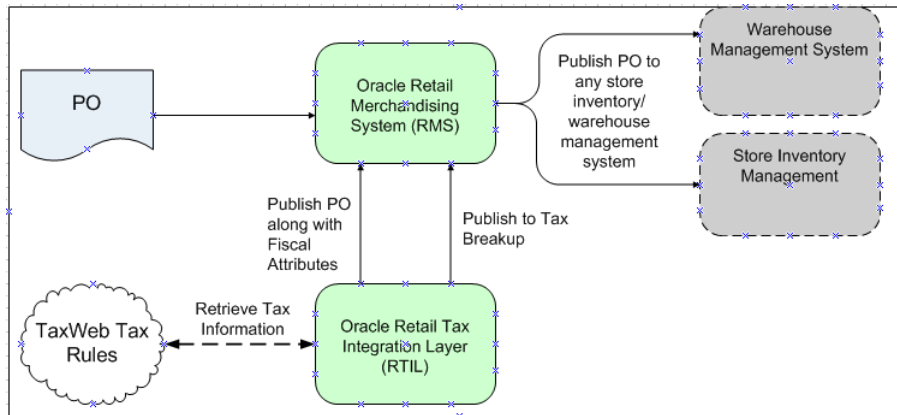 PO
Oracle Retail
Merchandising
System (RMS)
Publish PO to
any store
inventory/
warehouse
management
system
Warehouse
Management System
Store Inventory
Management
Publish PO
along with
Fiscal
Attributes
Publish to Tax
Breakup
TaxWeb Tax
Rules
Retrieve Tax
Information
Oracle Retail Tax
Integration Layer
(RTIL)